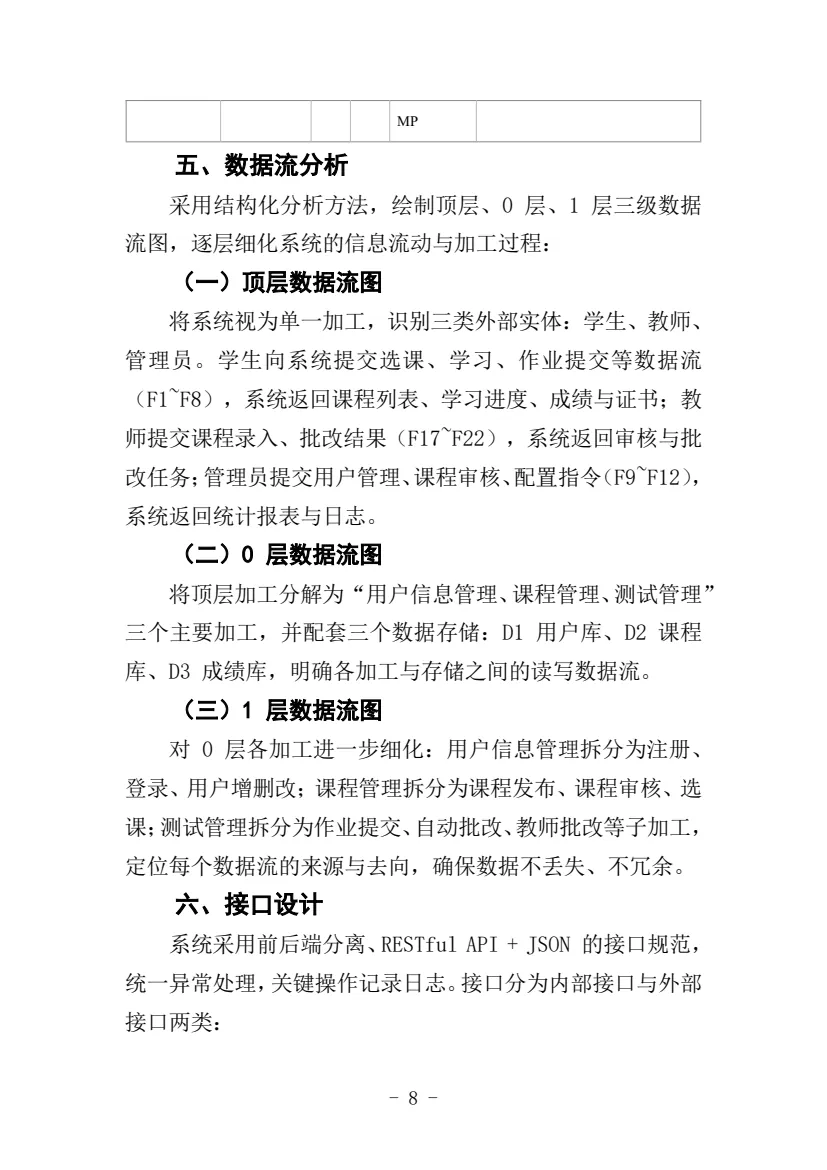 MP
五、数据流分析
采用结构化分析方法，绘制顶层、0 层、1 层三级数据
流图，逐层细化系统的信息流动与加工过程：
（一）顶层数据流图
将系统视为单一加工，识别三类外部实体：学生、教师、
管理员。学生向系统提交选课、学习、作业提交等数据流
（F1~F8），系统返回课程列表、学习进度、成绩与证书；教
师提交课程录入、批改结果（F17~F22），系统返回审核与批
改任务；管理员提交用户管理、课程审核、配置指令（F9~F12），
系统返回统计报表与日志。
（二）0 层数据流图
将顶层加工分解为“用户信息管理、课程管理、测试管理”
三个主要加工，并配套三个数据存储：D1 用户库、D2 课程
库、D3 成绩库，明确各加工与存储之间的读写数据流。
（三）1 层数据流图
对 0 层各加工进一步细化：用户信息管理拆分为注册、
登录、用户增删改；课程管理拆分为课程发布、课程审核、选
课；测试管理拆分为作业提交、自动批改、教师批改等子加工，
定位每个数据流的来源与去向，确保数据不丢失、不冗余。
六、接口设计
系统采用前后端分离、RESTful API + JSON 的接口规范，
统一异常处理，关键操作记录日志。接口分为内部接口与外部
接口两类：
- 8 -